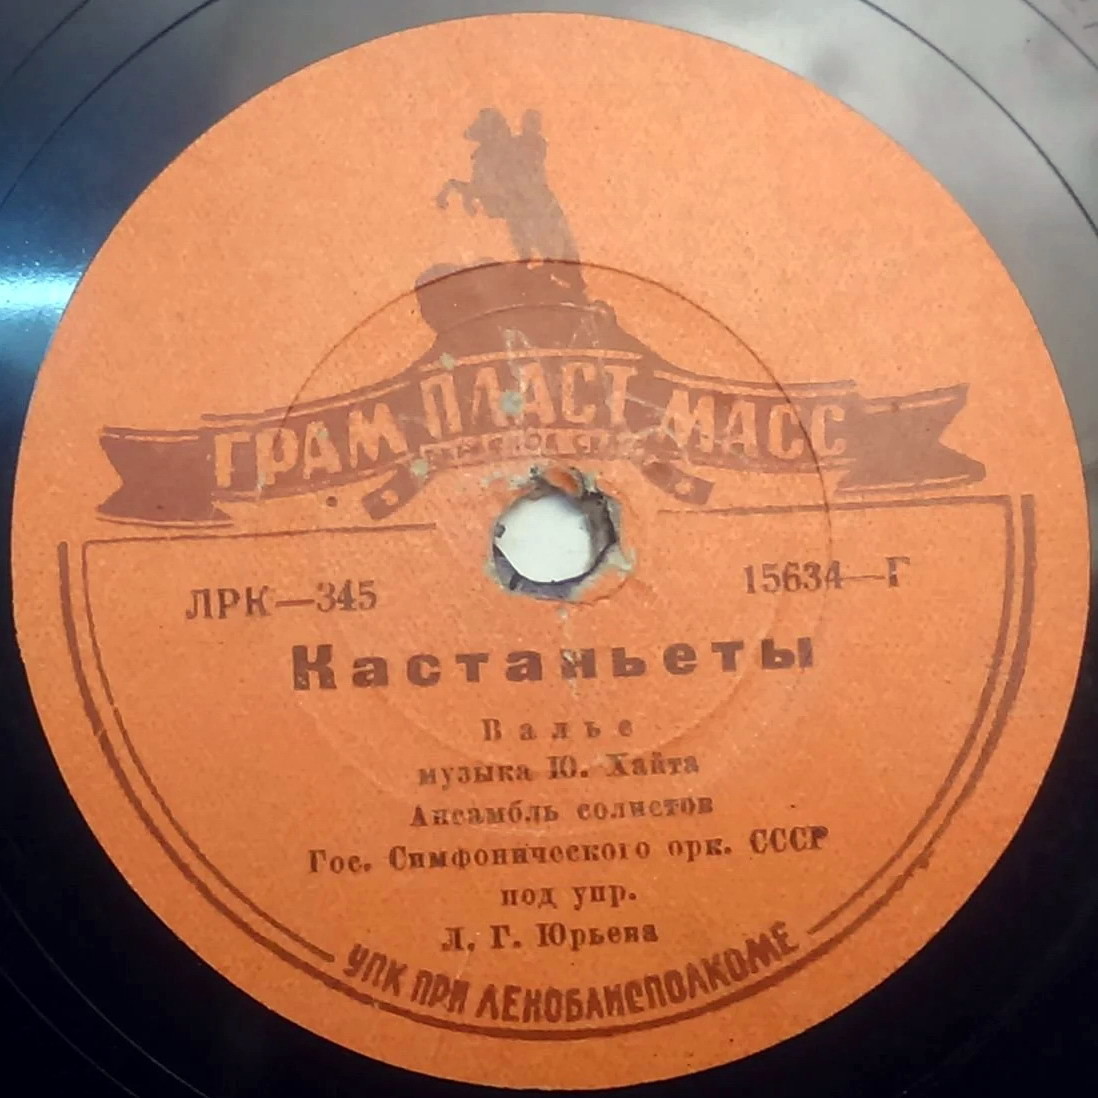 ГРАМ ПЛАСТ МАСС
ЛРК—345
15634—Г
Кастаньеты
Вальс
музыка Ю. Хайта
Ансамбль солистов
Гос. Симфонического орк. СССР
под упр.
Л. Г. Юрьева
УПК ПРИ ЛЕНОБЛИСПОЛКОМЕ